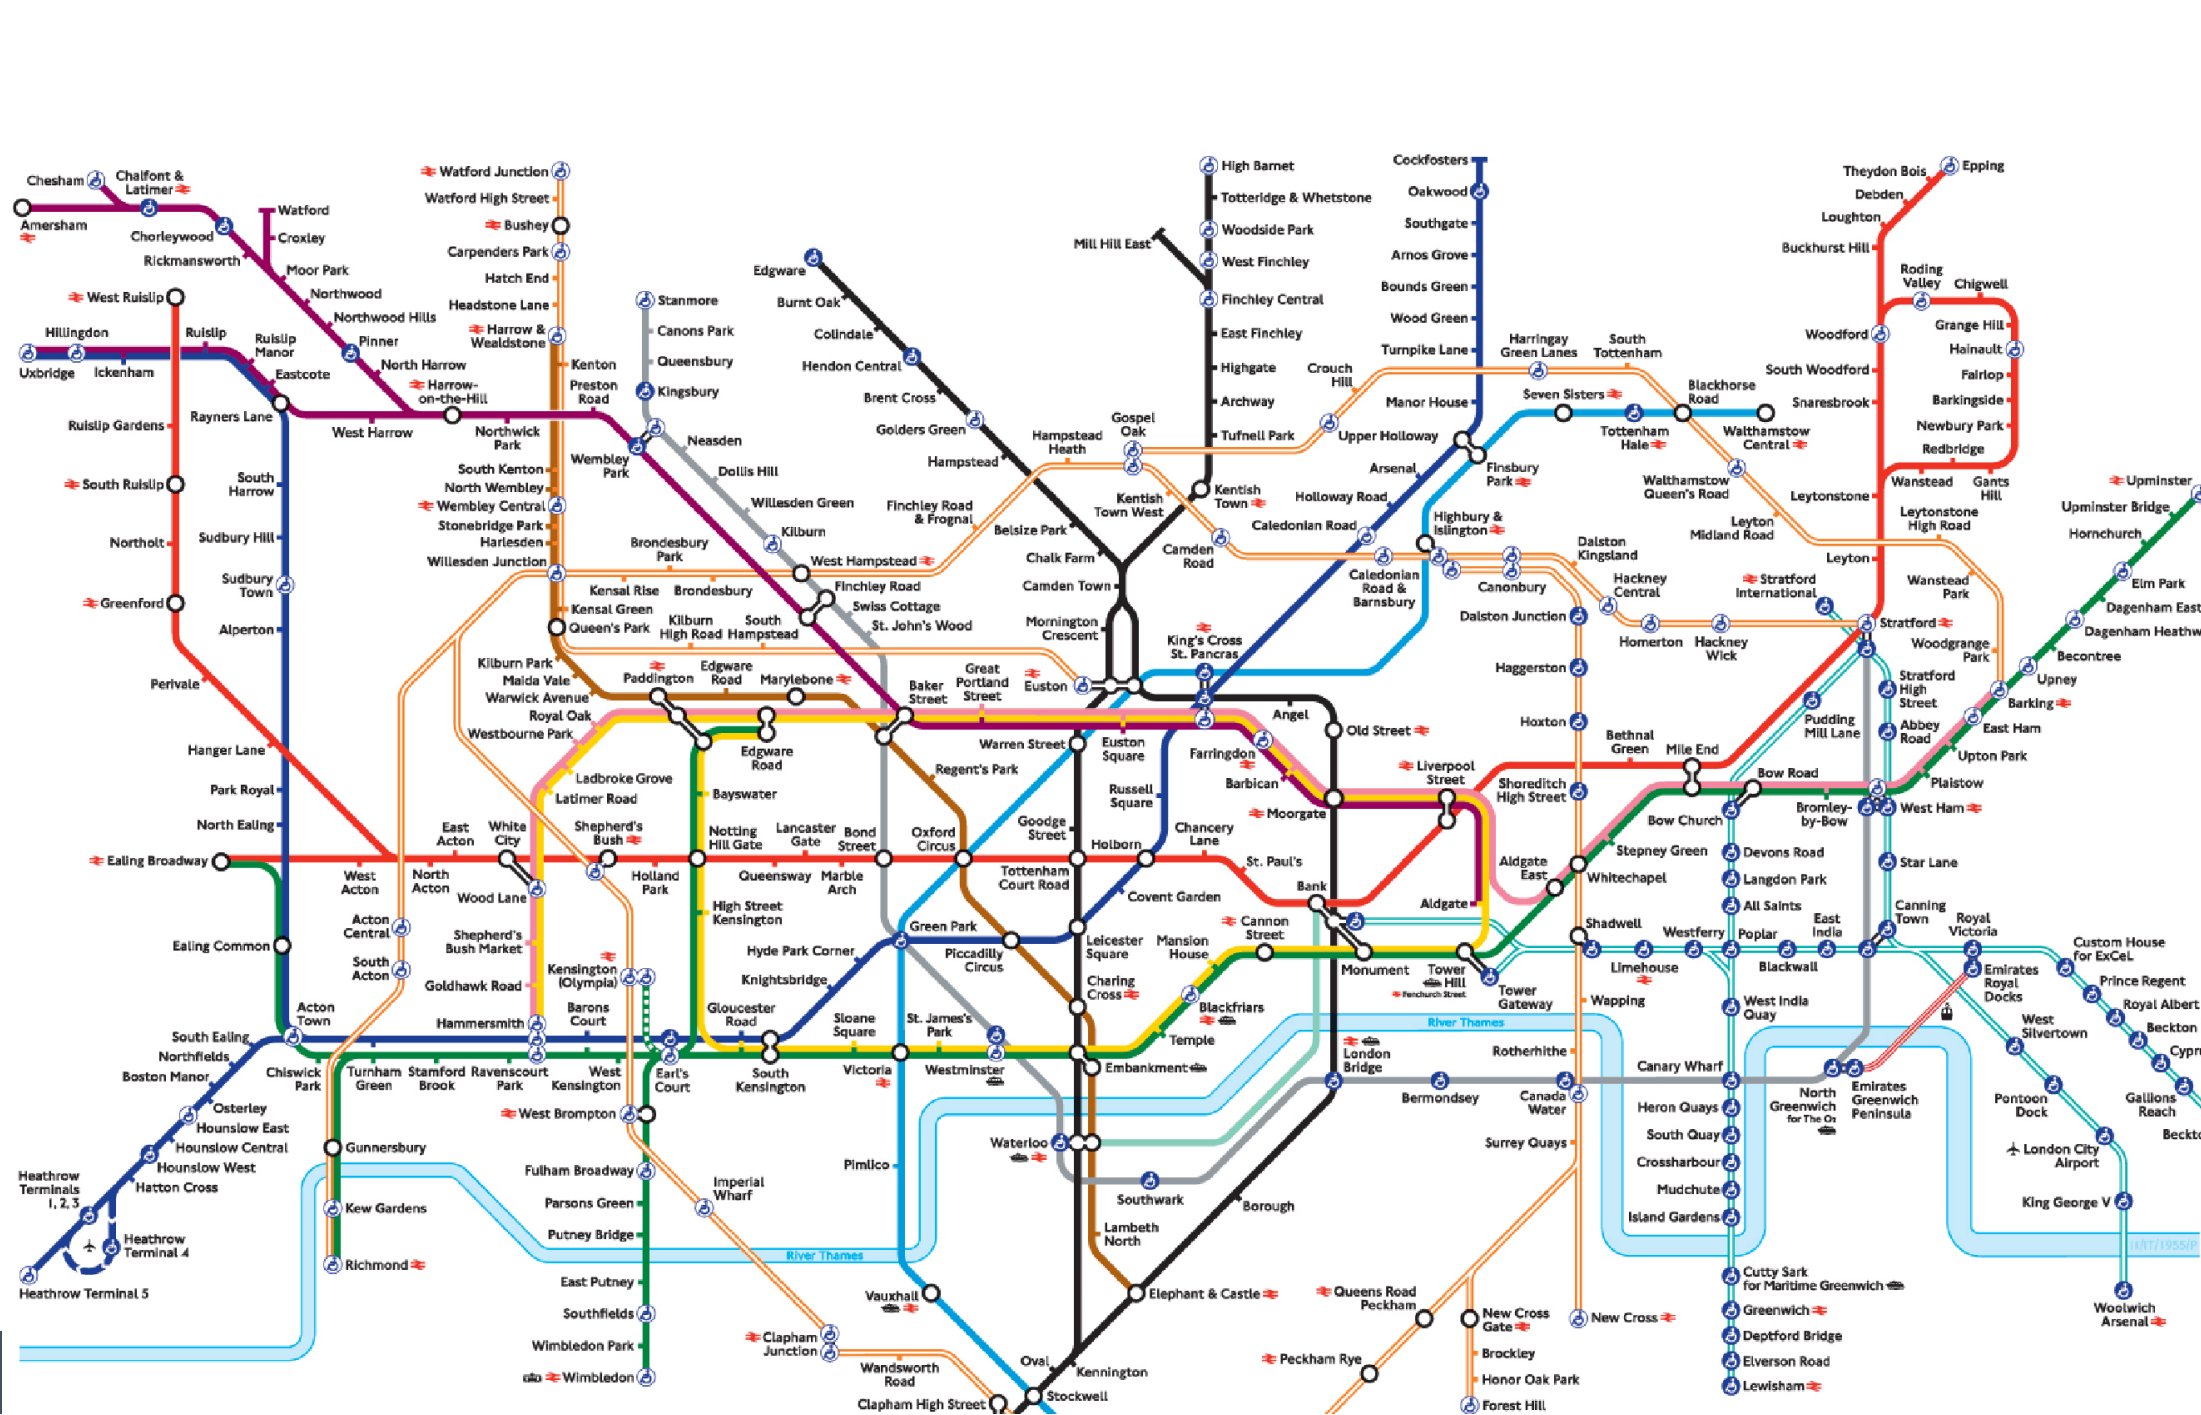 Chesham
Chalfont &
Latimer
Amersham
Chorleywood
Rickmansworth
Watford
Croxley
Moor Park
Northwood
Northwood Hills
Pinner
North Harrow
Harrow-
on-the-Hill
West Ruislip
Hillingdon
Ruislip
Ruislip
Manor
Eastcote
Uxbridge
Ickenham
Rayners Lane
West Harrow
Northwick
Park
Preston
Road
Ruislip Gardens
South Ruislip
Northolt
Greenford
Perivale
Hanger Lane
South
Harrow
Sudbury Hill
Sudbury
Town
Alperton
Park Royal
North Ealing
Ealing Broadway
Ealing Common
West
Acton
North
Acton
East
Acton
White
City
Wood Lane
Shepherd's
Bush
Holland
Park
Notting
Hill Gate
Queensway
Lancaster
Gate
Marble
Arch
Bond
Street
Oxford
Circus
Watford Junction
Watford High Street
Bushey
Carpenders Park
Hatch End
Headstone Lane
Harrow &
Wealdstone
Kenton
South Kenton
North Wembley
Wembley Central
Stonebridge Park
Harlesden
Willesden Junction
Kensal Green
Queen's Park
Kilburn Park
Maida Vale
Warwick Avenue
Royal Oak
Westbourne Park
Ladbroke Grove
Latimer Road
Stanmore
Canons Park
Queensbury
Kingsbury
Wembley
Park
Neasden
Dollis Hill
Willesden Green
Kilburn
West Hampstead
Finchley Road
Swiss Cottage
St. John's Wood
Brondesbury
Park
Kensal Rise
Brondesbury
Kilburn
High Road
South
Hampstead
Paddington
Edgware
Road
Marylebone
Baker
Street
Great
Portland
Street
Edgware
Road
Bayswater
Regent's Park
Edgware
Burnt Oak
Colindale
Hendon Central
Brent Cross
Golders Green
Hampstead
Belsize Park
Chalk Farm
Camden Town
Mornington
Crescent
Euston
Warren Street
Euston
Square
Goodge
Street
Tottenham
Court Road
Finchley Road
& Frognal
Hampstead
Heath
Gospel
Oak
Kentish
Town West
Camden
Road
Mill Hill East
High Barnet
Totteridge & Whetstone
Woodside Park
West Finchley
Finchley Central
East Finchley
Highgate
Archway
Tufnell Park
Kentish
Town
Cockfosters
Oakwood
Southgate
Arnos Grove
Bounds Green
Wood Green
Turnpike Lane
Manor House
Finsbury
Park
Arsenal
Holloway Road
Caledonian Road
King's Cross
St. Pancras
Russell
Square
Holborn
Covent Garden
Leicester
Square
Crouch
Hill
Upper Holloway
Harringay
Green Lanes
South
Tottenham
Seven Sisters
Tottenham
Hale
Blackhorse
Road
Walthamstow
Central
Walthamstow
Queen's Road
Leyton
Midland Road
Leytonstone
High Road
Wanstead
Park
Woodgrange
Park
Highbury &
Islington
Caledonian
Road &
Barnsbury
Canonbury
Dalston
Kingsland
Hackney
Central
Homerton
Hackney
Wick
Dalston Junction
Haggerston
Hoxton
Shoreditch
High Street
Theydon Bois
Epping
Debden
Loughton
Buckhurst Hill
Roding
Valley
Chigwell
Grange Hill
Hainault
Fairlop
Barkingside
Newbury Park
Redbridge
Gants
Hill
Wanstead
Woodford
South Woodford
Snaresbrook
Leytonstone
Leyton
Stratford
International
Stratford
Stratford
High
Street
Pudding
Mill Lane
Abbey
Road
Upminster
Upminster Bridge
Hornchurch
Elm Park
Dagenham East
Dagenham Heathw
Becontree
Upney
Barking
East Ham
Upton Park
Plaistow
West Ham
Bromley-
by-Bow
Bow Road
Bow Church
Mile End
Bethnal
Green
Stepney Green
Whitechapel
Aldgate
East
Liverpool
Street
Aldgate
Angel
Old Street
Farringdon
Barbican
Moorgate
Chancery
Lane
St. Paul's
Bank
Cannon
Street
Mansion
House
Monument
Tower
Hill
Fenchurch Street
Tower
Gateway
Blackfriars
Temple
Devons Road
Langdon Park
All Saints
Star Lane
Canning
Town
Royal
Victoria
Custom House
for ExCeL
Prince Regent
Royal Albert
Beckton
Cypr
Gallions
Reach
Beckto
Shadwell
Limehouse
Westferry
Poplar
Blackwall
East
India
Emirates
Royal
Docks
West
Silvertown
Pontoon
Dock
London City
Airport
King George V
Woolwich
Arsenal
Wapping
Rotherhithe
Canada
Water
Surrey Quays
West India
Quay
Canary Wharf
Heron Quays
South Quay
Crossharbour
Mudchute
Island Gardens
Cutty Sark
for Maritime Greenwich
Greenwich
Deptford Bridge
Elverson Road
Lewisham
North
Greenwich
for The O2
Emirates
Greenwich
Peninsula
Acton
Central
South
Acton
Shepherd's
Bush Market
Goldhawk Road
Hammersmith
Kensington
(Olympia)
High Street
Kensington
Barons
Court
Gloucester
Road
Sloane
Square
St. James's
Park
Hyde Park Corner
Knightsbridge
Green Park
Piccadilly
Circus
Charing
Cross
Acton
Town
South Ealing
Northfields
Boston Manor
Osterley
Hounslow East
Hounslow Central
Hounslow West
Hatton Cross
Heathrow
Terminals
1, 2, 3
Heathrow
Terminal 4
Heathrow Terminal 5
Chiswick
Park
Turnham
Green
Stamford
Brook
Ravenscourt
Park
West
Kensington
Earl's
Court
South
Kensington
Victoria
Westminster
Embankment
Gunnersbury
Kew Gardens
Richmond
West Brompton
Fulham Broadway
Parsons Green
Putney Bridge
East Putney
Southfields
Wimbledon Park
Wimbledon
Imperial
Wharf
Clapham
Junction
Wandsworth
Road
Clapham High Street
Pimlico
Vauxhall
River Thames
River Thames
Waterloo
Southwark
Lambeth
North
Elephant & Castle
Borough
London
Bridge
Bermondsey
Oval
Kennington
Stockwell
Queens Road
Peckham
Peckham Rye
New Cross
Gate
New Cross
Brockley
Honor Oak Park
Forest Hill